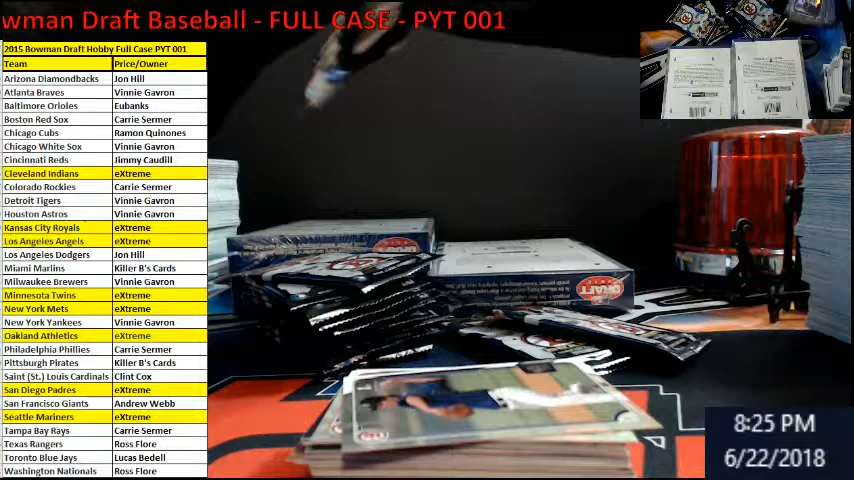 wman Draft Baseball - FULL CASE - PYT 001
2015 Bowman Draft Hobby Full Case PYT 001
Team Price/Owner
Arizona Diamondbacks Jon Hill
Atlanta Braves Vinnie Gavron
Baltimore Orioles Eubanks
Boston Red Sox Carrie Sermer
Chicago Cubs Ramon Quinones
Chicago White Sox Vinnie Gavron
Cincinnati Reds Jimmy Caudill
Cleveland Indians eXtreme
Colorado Rockies Carrie Sermer
Detroit Tigers Vinnie Gavron
Houston Astros Vinnie Gavron
Kansas City Royals eXtreme
Los Angeles Angels eXtreme
Los Angeles Dodgers Jon Hill
Miami Marlins Killer B's Cards
Milwaukee Brewers Vinnie Gavron
Minnesota Twins eXtreme
New York Mets eXtreme
New York Yankees Vinnie Gavron
Oakland Athletics eXtreme
Philadelphia Phillies Carrie Sermer
Pittsburgh Pirates Killer B's Cards
Saint (St.) Louis Cardinals Clint Cox
San Diego Padres eXtreme
San Francisco Giants Andrew Webb
Seattle Mariners eXtreme
Tampa Bay Rays Carrie Sermer
Texas Rangers Ross Flore
Toronto Blue Jays Lucas Bedell
Washington Nationals Ross Flore
DRAFT
8:25 PM
6/22/2018